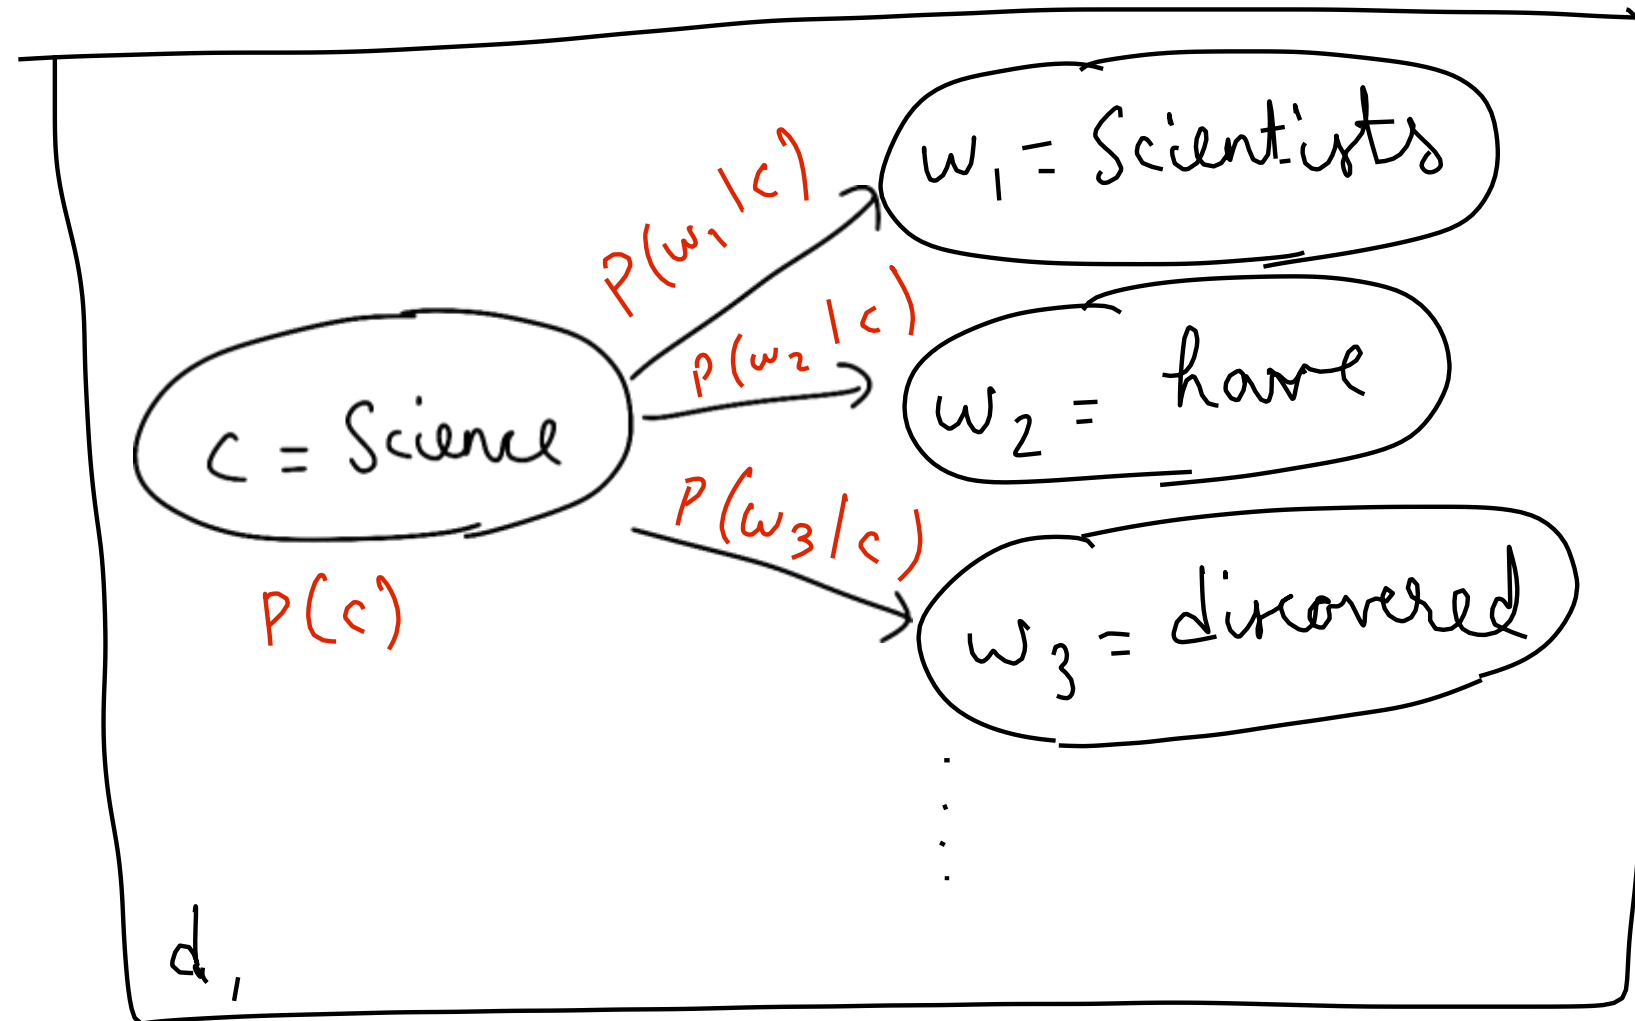 P(w₁|c)
w₁ = Scientists
P(w₂|c)
w₂ = have
c = Science
P(c)
P(w₃|c)
w₃ = discovered
d₁